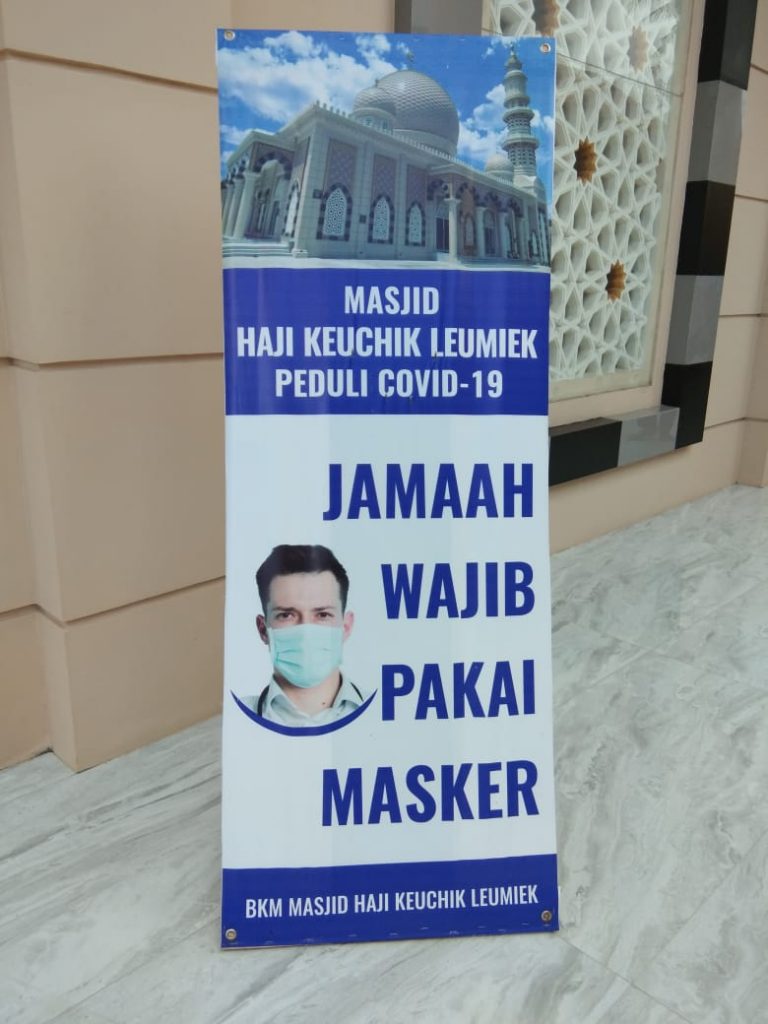 MASJID
HAJI KEUCHIK LEUMIEK
PEDULI COVID-19
JAMAAH
WAJIB
PAKAI
MASKER
BKM MASJID HAJI KEUCHIK LEUMIEK